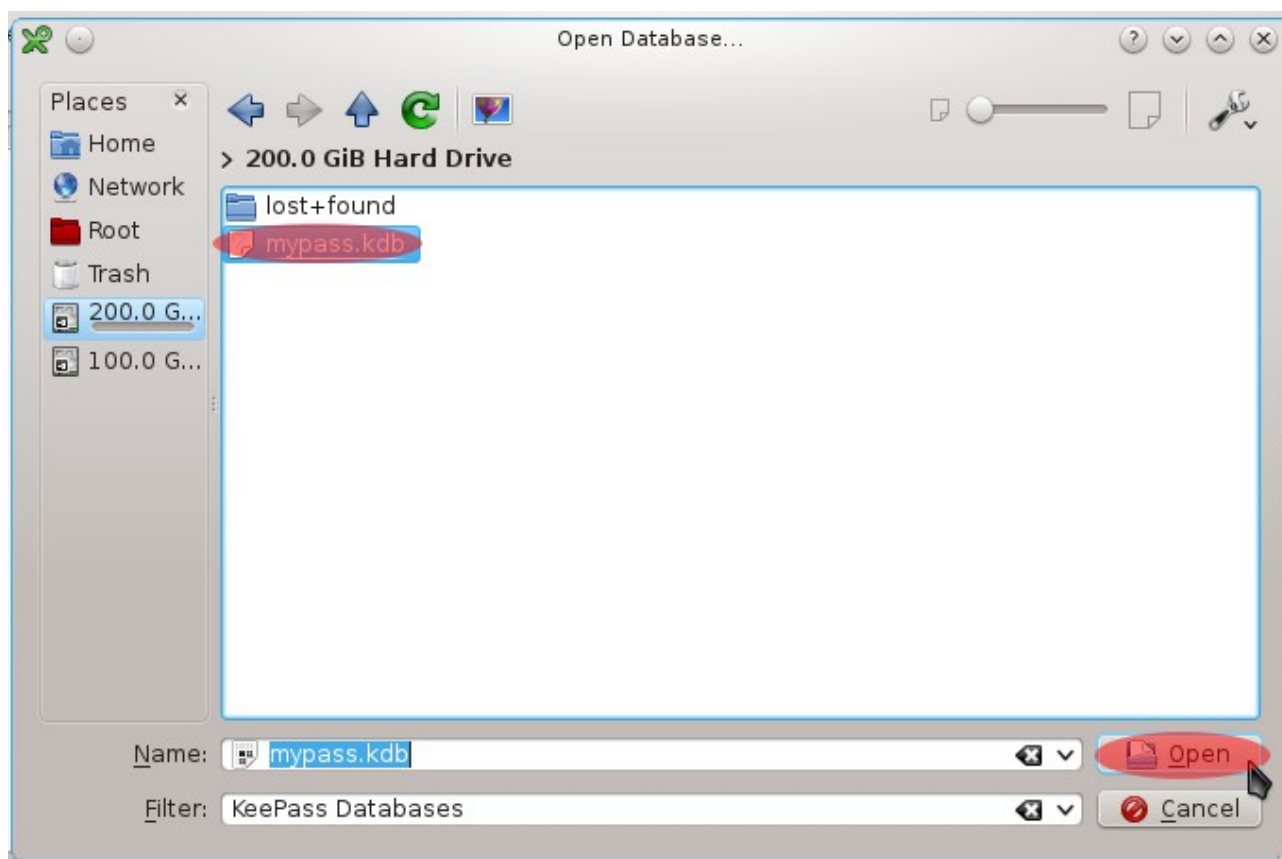 Open Database...
Places
Home
Network
Root
Trash
200.0 G...
100.0 G...
> 200.0 GiB Hard Drive
lost+found
mypass.kdb
Name: mypass.kdb
Open
Filter: KeePass Databases
Cancel